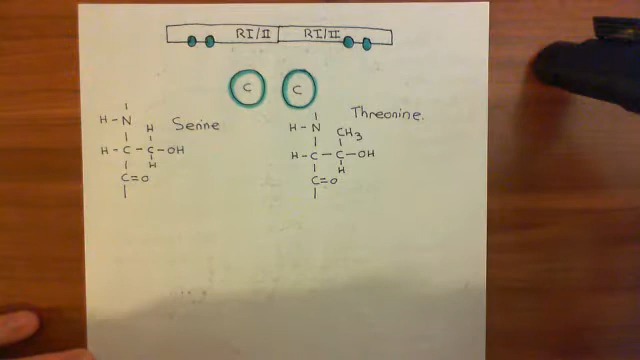 RI/II RI/II
C C
Serine
H-N
H
H-C-C-OH
H
C=O
Threonine.
H-N
CH3
H-C-C-OH
H
C=O